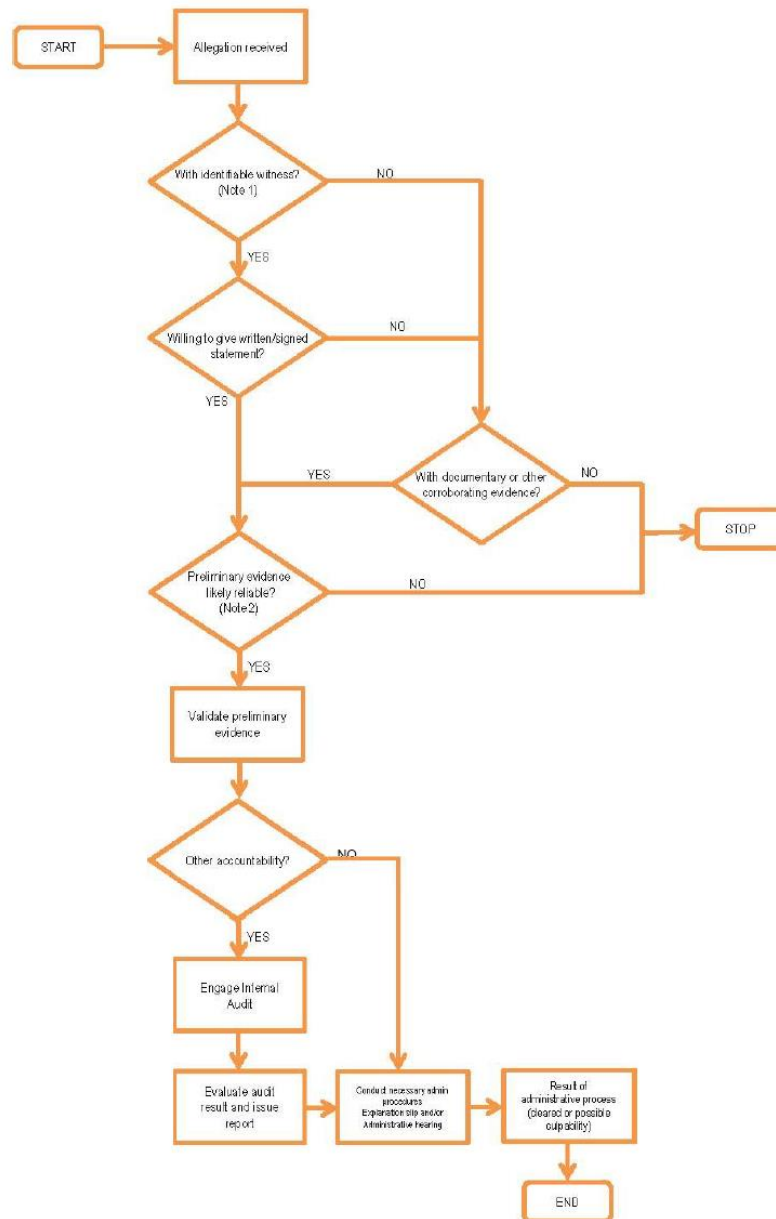 START
Allegation received
With identifiable witness?
(Note 1)
NO
YES
Willing to give written/signed
statement?
NO
YES
With documentary or other
corroborating evidence?
YES
NO
STOP
Preliminary evidence
likely reliable?
(Note 2)
NO
YES
Validate preliminary
evidence
Other accountability?
NO
YES
Engage Internal
Audit
Evaluate audit
result and issue
report
Conduct necessary admin
procedures
Explanation slip and/or
Administrative hearing
Result of
administrative process
(cleared or possible
culpability)
END